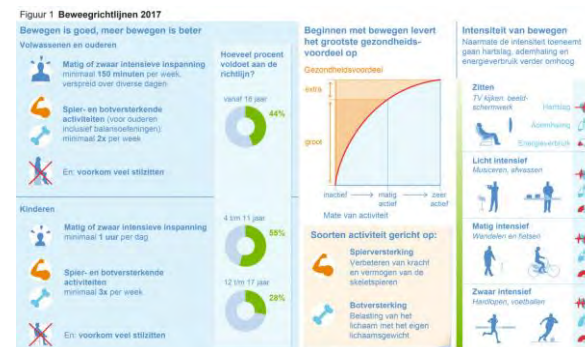 Figuur 1 Beweegrichtlijnen 2017
Bewegen is goed, meer bewegen is beter
Volwassenen en ouderen
Matig of zwaar intensieve inspanning
minimaal 150 minuten per week,
verspreid over diverse dagen
Spier- en botversterkende
activiteiten (voor ouderen
inclusief balansoefeningen)
minimaal 2x per week
En: voorkom veel stilzitten
Hoeveel procent
voldoet aan de
richtlijn?
vanaf 18 jaar
44%
Kinderen
Matig of zwaar intensieve inspanning
minimaal 1 uur per dag
Spier- en botversterkende
activiteiten
minimaal 3x per week
En: voorkom veel stilzitten
4 t/m 11 jaar
55%
12 t/m 17 jaar
28%
Beginnen met bewegen levert
het grootste gezondheids-
voordeel op
Gezondheidsvoordeel
extra
groot
inactief
matig
actief
zeer
actief
Mate van activiteit
Soorten activiteit gericht op:
Spierversterking
Verbeteren van kracht
en vermogen van de
skeletspieren
Botversterking
Belasting van het
lichaam met het eigen
lichaamsgewicht
Intensiteit van bewegen
Naarmate de intensiteit toeneemt
gaan hartslag, ademhaling en
energieverbruik verder omhoog
Zitten
TV kijken, beeld-
schermwerk
Hartslag
Ademhaling
Energieverbruik
Licht intensief
Musiceren, afwassen
Matig intensief
Wandelen en fietsen
Zwaar intensief
Hardlopen, voetballen